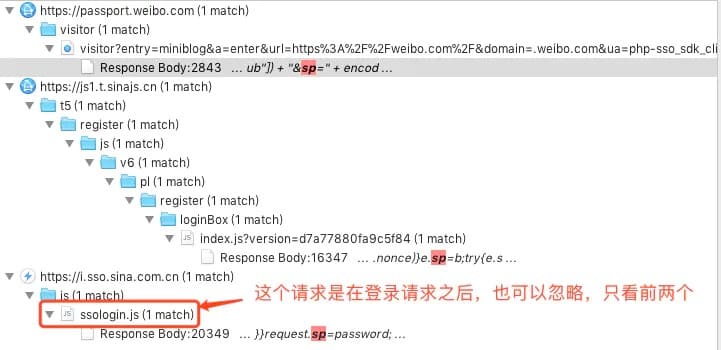 https://passport.weibo.com (1 match)
visitor (1 match)
visitor?entry=miniblog&a=enter&url=https%3A%2F%2Fweibo.com%2F&domain=.weibo.com&ua=php-sso_sdk_cli
Response Body:2843 ... ub"]) + "&sp=" + encod ...
https://js1.t.sinajs.cn (1 match)
t5 (1 match)
register (1 match)
js (1 match)
v6 (1 match)
pl (1 match)
register (1 match)
loginBox (1 match)
index.js?version=d7a77880fa9c5f84 (1 match)
Response Body:16347 ... .nonce)}e.sp=b;try{e.s ...
https://i.sso.sina.com.cn (1 match)
js (1 match)
这个请求是在登录请求之后，也可以忽略，只看前两个
JS ssologin.js (1 match)
Response Body:20349 ... }}request.sp=password; ...